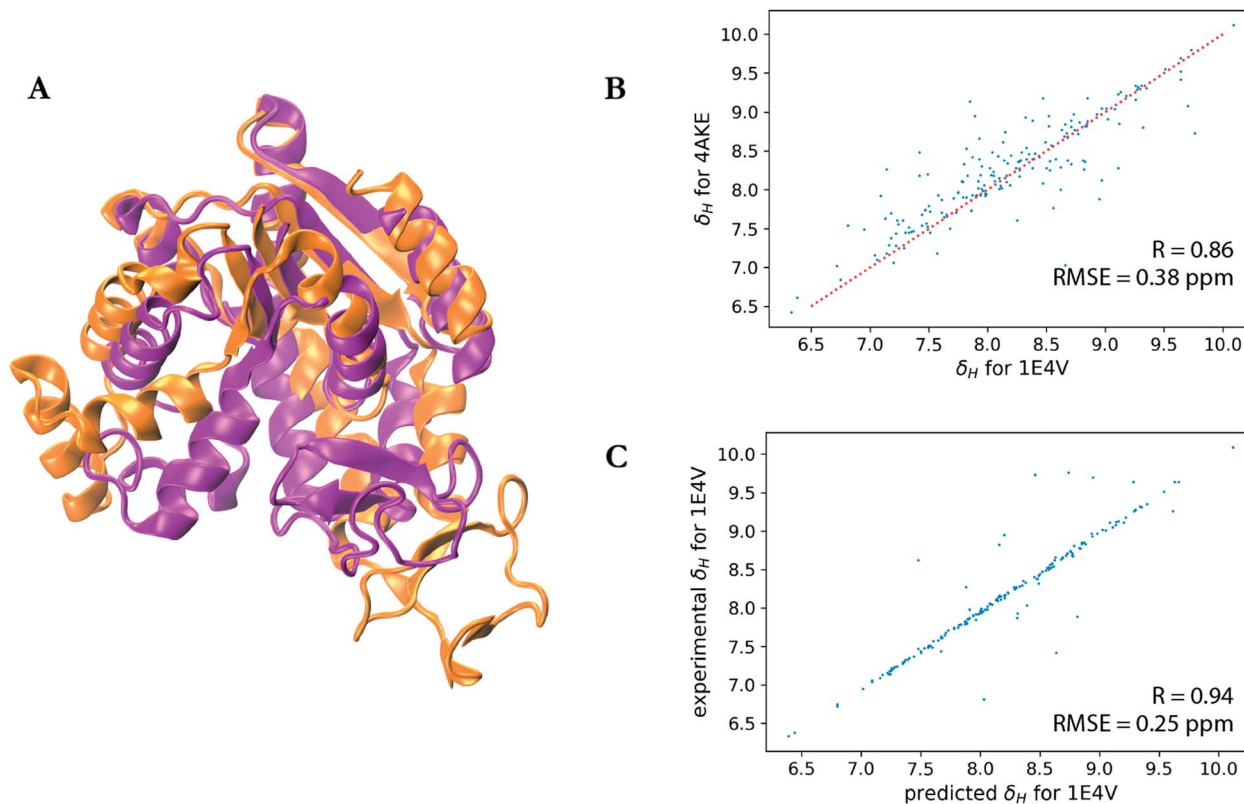 A
B
δH for 4AKE
10.0
9.5
9.0
8.5
8.0
7.5
7.0
6.5
R = 0.86
RMSE = 0.38 ppm
6.5 7.0 7.5 8.0 8.5 9.0 9.5 10.0
δH for 1E4V
C
experimental δH for 1E4V
10.0
9.5
9.0
8.5
8.0
7.5
7.0
6.5
R = 0.94
RMSE = 0.25 ppm
6.5 7.0 7.5 8.0 8.5 9.0 9.5 10.0
predicted δH for 1E4V